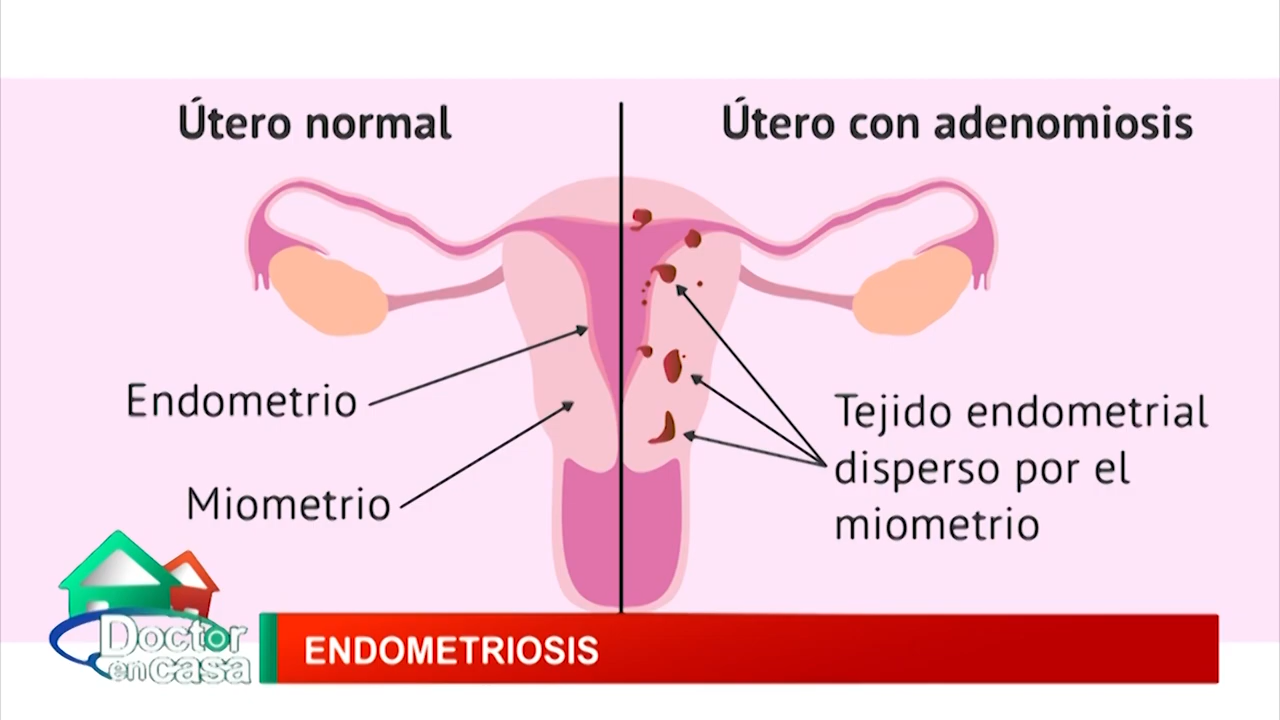 Útero normal
Útero con adenomiosis
Endometrio
Miometrio
Tejido endometrial
disperso por el
miometrio
Doctor
en casa
ENDOMETRIOSIS